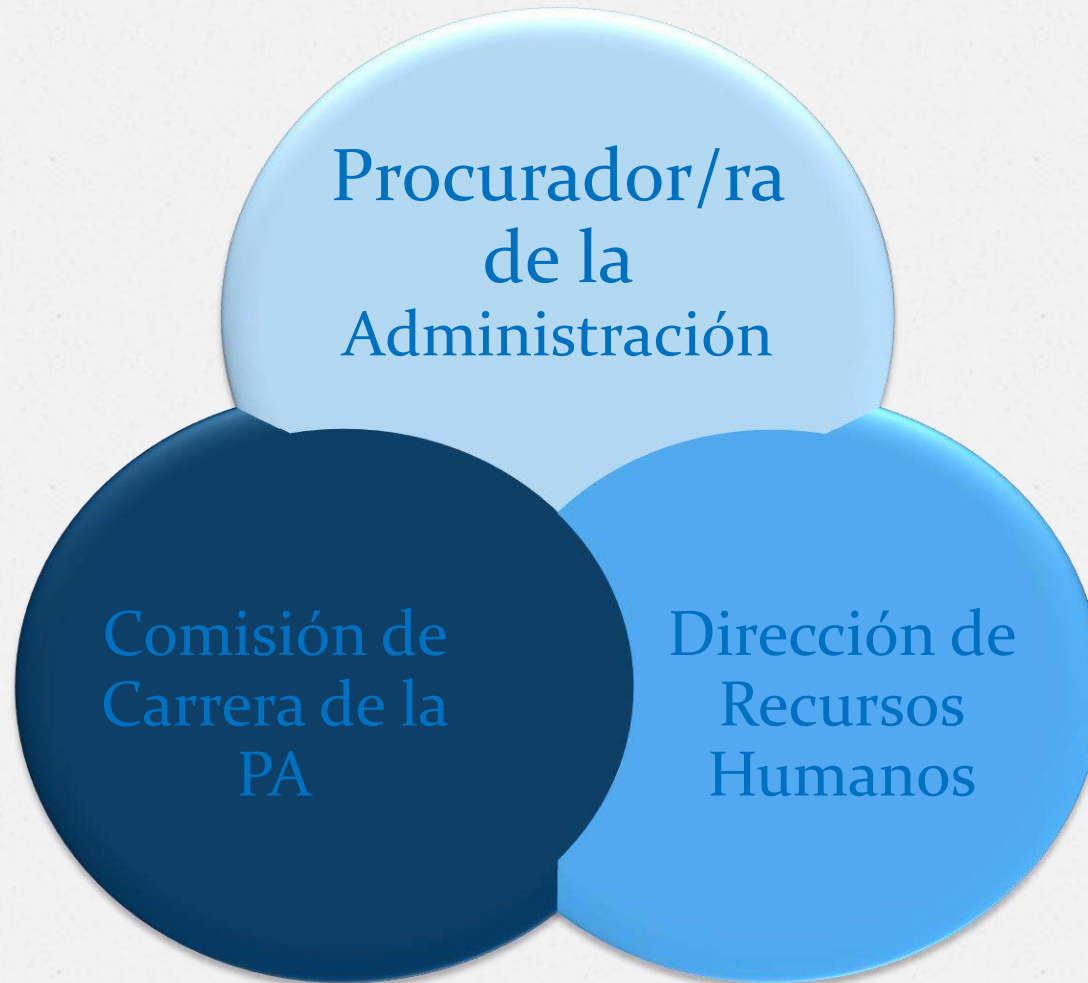 Procurador/ra
de la
Administración
Comisión de
Carrera de la
PA
Dirección de
Recursos
Humanos